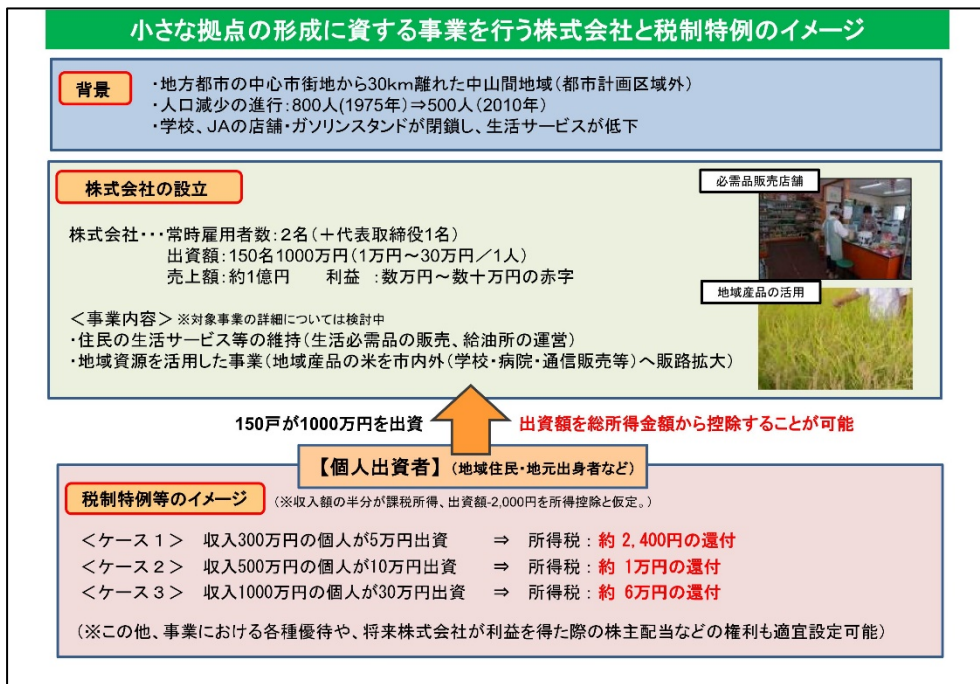 小さな拠点の形成に資する事業を行う株式会社と税制特例のイメージ
背景
・地方都市の中心市街地から30km離れた中山間地域(都市計画区域外)
・人口減少の進行:800人(1975年)⇒500人(2010年)
・学校、JAの店舗・ガソリンスタンドが閉鎖し、生活サービスが低下
株式会社の設立
必需品販売店舗
株式会社・・・常時雇用者数:2名(+代表取締役1名)
出資額:150名1000万円(1万円~30万円/1人)
売上額:約1億円 利益 :数万円~数十万円の赤字
地域産品の活用
<事業内容> ※対象事業の詳細については検討中
・住民の生活サービス等の維持(生活必需品の販売、給油所の運営)
・地域資源を活用した事業(地域産品の米を市内外(学校・病院・通信販売等)へ販路拡大)
150戸が1000万円を出資 出資額を総所得金額から控除することが可能
【個人出資者】(地域住民・地元出身者など)
税制特例等のイメージ (※収入額の半分が課税所得、出資額-2,000円を所得控除と仮定。)
<ケース1> 収入300万円の個人が5万円出資 ⇒ 所得税:約 2,400円の還付
<ケース2> 収入500万円の個人が10万円出資 ⇒ 所得税:約 1万円の還付
<ケース3> 収入1000万円の個人が30万円出資 ⇒ 所得税:約 6万円の還付
(※この他、事業における各種優待や、将来株式会社が利益を得た際の株主配当などの権利も適宜設定可能)